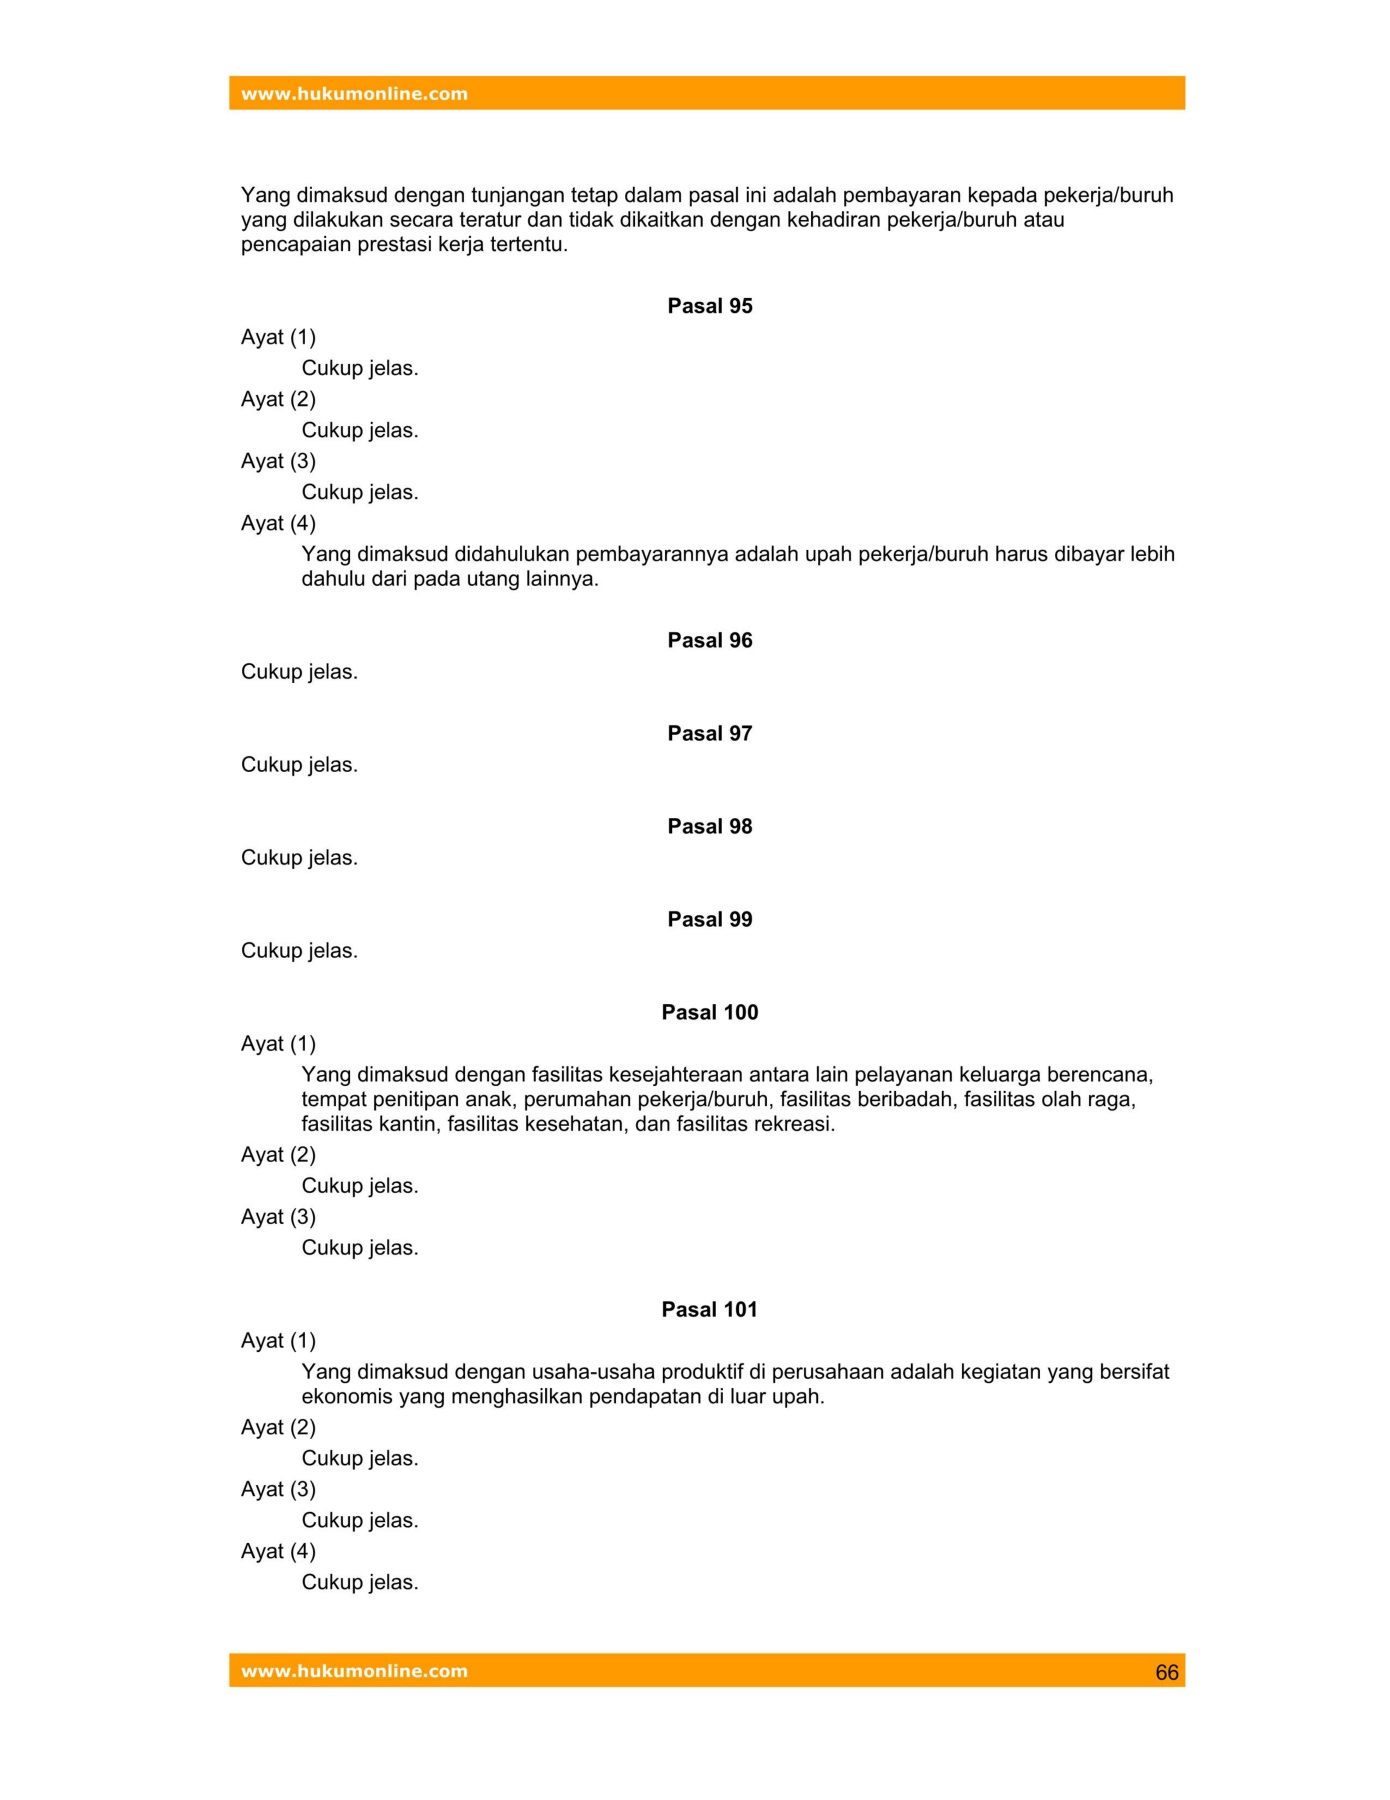 www.hukumonline.com
Yang dimaksud dengan tunjangan tetap dalam pasal ini adalah pembayaran kepada pekerja/buruh
yang dilakukan secara teratur dan tidak dikaitkan dengan kehadiran pekerja/buruh atau
pencapaian prestasi kerja tertentu.
Pasal 95
Ayat (1)
Cukup jelas.
Ayat (2)
Cukup jelas.
Ayat (3)
Cukup jelas.
Ayat (4)
Yang dimaksud didahulukan pembayarannya adalah upah pekerja/buruh harus dibayar lebih
dahulu dari pada utang lainnya.
Pasal 96
Cukup jelas.
Pasal 97
Cukup jelas.
Pasal 98
Cukup jelas.
Pasal 99
Cukup jelas.
Pasal 100
Ayat (1)
Yang dimaksud dengan fasilitas kesejahteraan antara lain pelayanan keluarga berencana,
tempat penitipan anak, perumahan pekerja/buruh, fasilitas beribadah, fasilitas olah raga,
fasilitas kantin, fasilitas kesehatan, dan fasilitas rekreasi.
Ayat (2)
Cukup jelas.
Ayat (3)
Cukup jelas.
Pasal 101
Ayat (1)
Yang dimaksud dengan usaha-usaha produktif di perusahaan adalah kegiatan yang bersifat
ekonomis yang menghasilkan pendapatan di luar upah.
Ayat (2)
Cukup jelas.
Ayat (3)
Cukup jelas.
Ayat (4)
Cukup jelas.
www.hukumonline.com 66